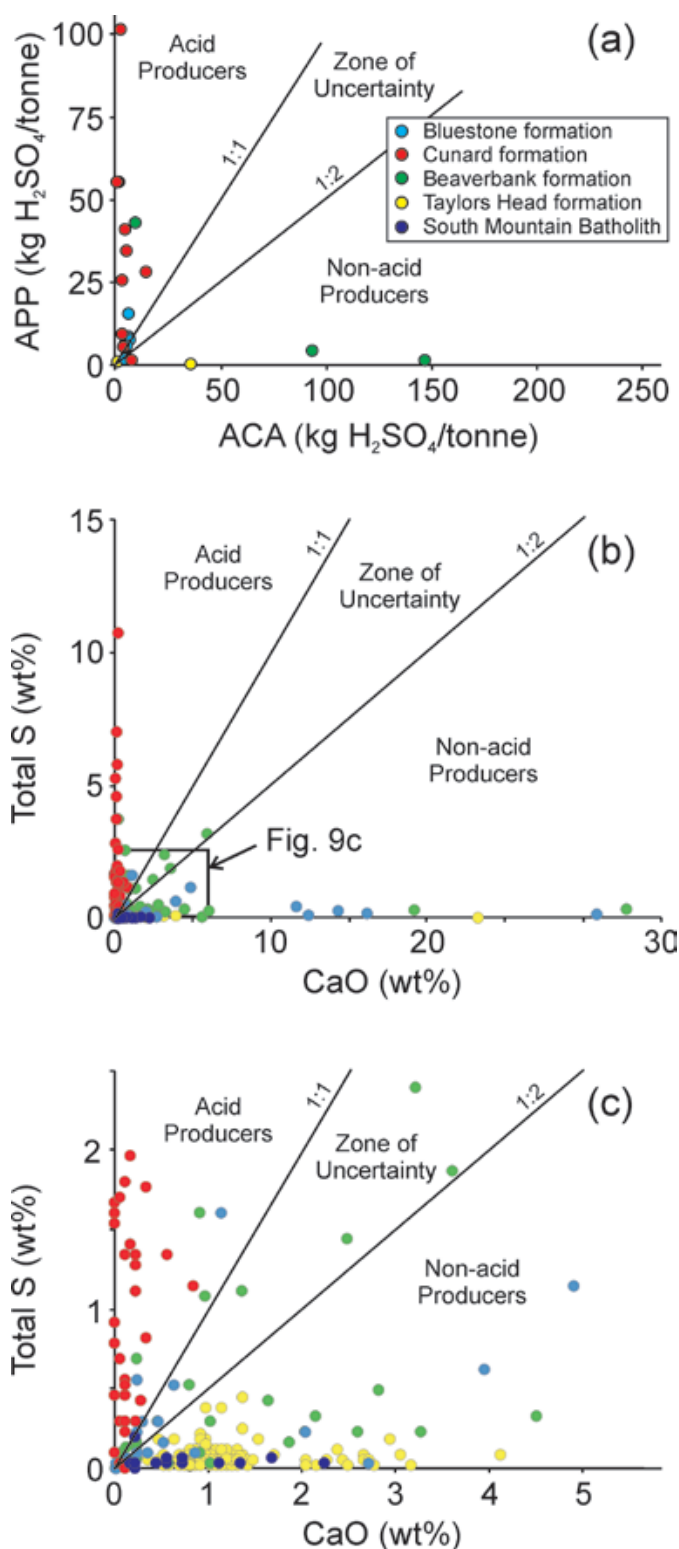 (a)
Acid
Producers
Zone of
Uncertainty
1:1
1:2
Bluestone formation
Cunard formation
Beaverbank formation
Taylors Head formation
South Mountain Batholith
Non-acid
Producers
APP (kg H₂SO₄/tonne)
100
75
50
25
0
0
50
100
150
200
250
ACA (kg H₂SO₄/tonne)
(b)
Acid
Producers
1:1
Zone of
Uncertainty
1:2
Non-acid
Producers
Fig. 9c
Total S (wt%)
15
10
5
0
0
10
20
30
CaO (wt%)
(c)
Acid
Producers
1:1
Zone of
Uncertainty
1:2
Non-acid
Producers
Total S (wt%)
2
1
0
0
1
2
3
4
5
CaO (wt%)